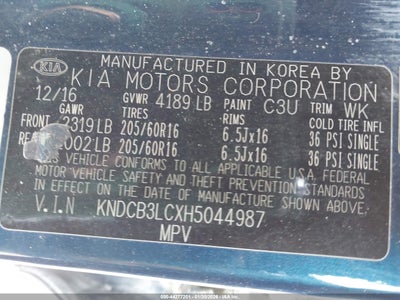 MANUFACTURED IN KOREA BY
KIA KIA MOTORS CORPORATION
12/16 GVWR 4189 LB PAINT C3U TRIM WK
GAWR TIRES RIMS COLD TIRE INFL
FRONT 2319 LB 205/60R16 6.5Jx16 36 PSI SINGLE
REAR 2002 LB 205/60R16 6.5Jx16 36 PSI SINGLE
THIS VEHICLE CONFORMS TO ALL APPLICABLE U.S.A. FEDERAL
MOTOR VEHICLE SAFETY AND THEFT PREVENTION STANDARDS
IN EFFECT ON THE DATE OF MANUFACTURE SHOWN ABOVE.
V.I.N KNDCB3LCXH5044987
MPV